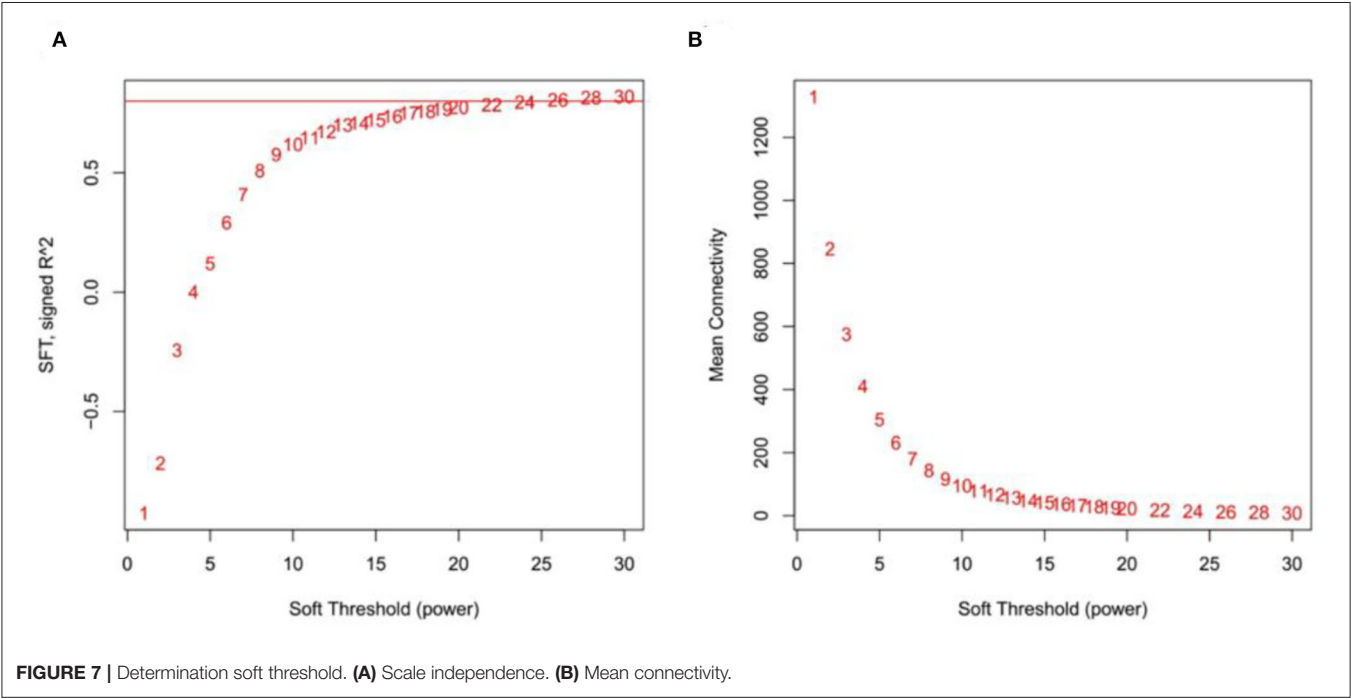 A
SFT, signed R^2
0.5
0.0
−0.5
1 2 3 4 5 6 7 8 9 10 11 12 13 14 15 16 17 18 19 20 22 24 26 28 30
0 5 10 15 20 25 30
Soft Threshold (power)
B
Mean Connectivity
1200
1000
800
600
400
200
0
1 2 3 4 5 6 7 8 9 10 11 12 13 14 15 16 17 18 19 20 22 24 26 28 30
0 5 10 15 20 25 30
Soft Threshold (power)
FIGURE 7 | Determination soft threshold. (A) Scale independence. (B) Mean connectivity.